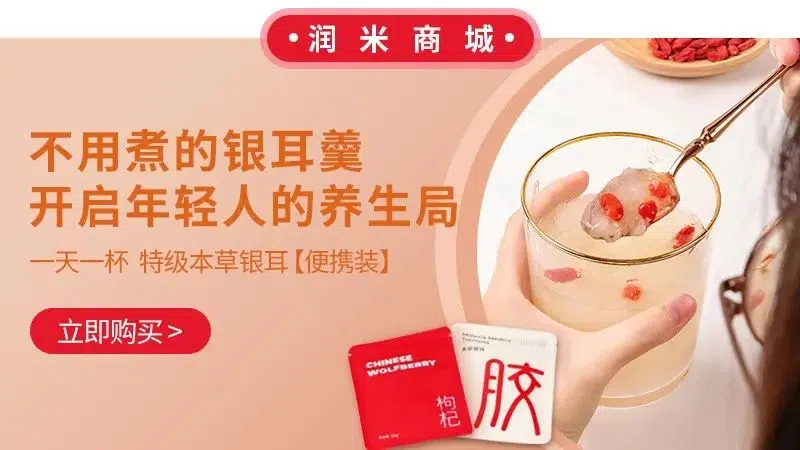 • 润米商城 •
不用煮的银耳羹
开启年轻人的养生局
一天一杯 特级本草银耳【便携装】
立即购买 >
CHINESE
WOLFBERRY
枸杞
胶